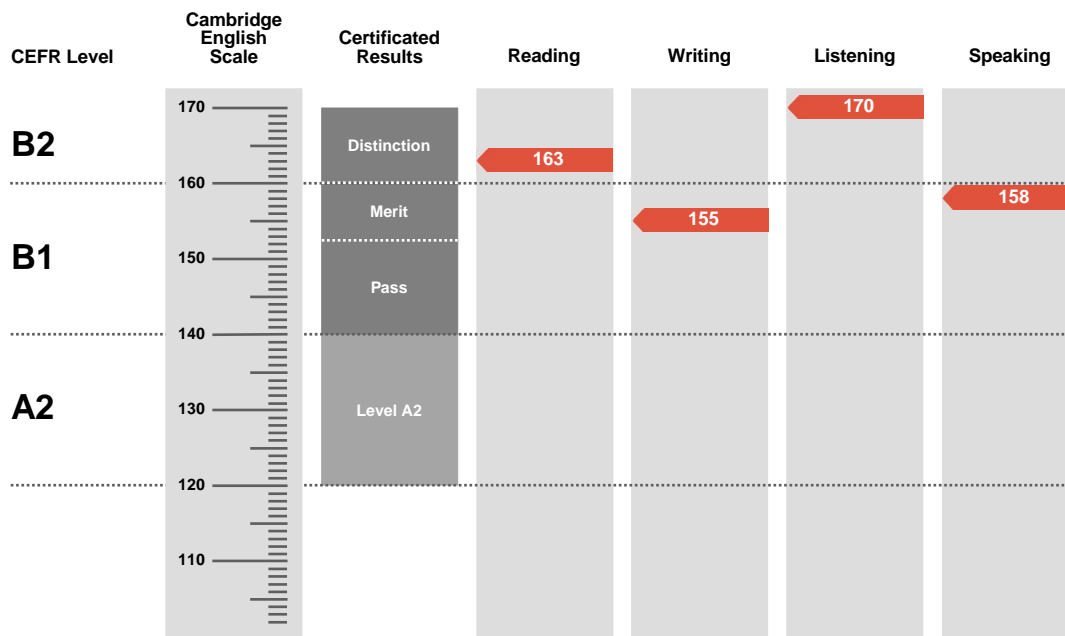 CEFR Level
Cambridge
English
Scale
Certificated
Results
Reading
Writing
Listening
Speaking
170
170
B2
Distinction
163
160
158
Merit
155
B1
150
Pass
140
A2
130
Level A2
120
110